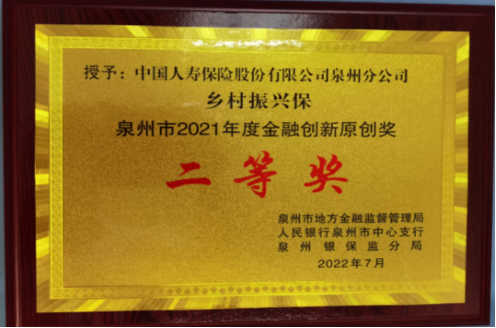 授予：中国人寿保险股份有限公司泉州分公司
乡村振兴保
泉州市2021年度金融创新原创奖
二等奖
泉州市地方金融监督管理局
人民银行泉州市中心支行
泉州银保监分局
2022年7月